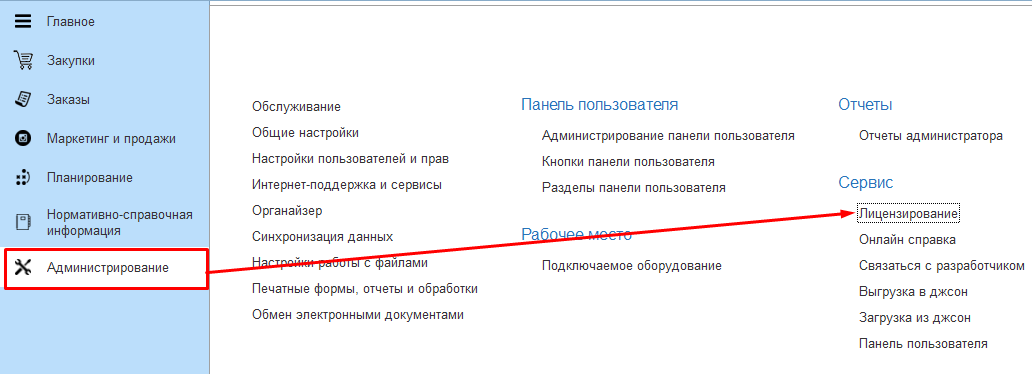 Главное
Закупки
Заказы
Маркетинг и продажи
Планирование
Нормативно-справочная
информация
Администрирование
Обслуживание
Общие настройки
Настройки пользователей и прав
Интернет-поддержка и сервисы
Органайзер
Синхронизация данных
Настройки работы с файлами
Печатные формы, отчеты и обработки
Обмен электронными документами
Панель пользователя
Администрирование панели пользователя
Кнопки панели пользователя
Разделы панели пользователя
Рабочее место
Подключаемое оборудование
Отчеты
Отчеты администратора
Сервис
Лицензирование
Онлайн справка
Связаться с разработчиком
Выгрузка в джсон
Загрузка из джсон
Панель пользователя